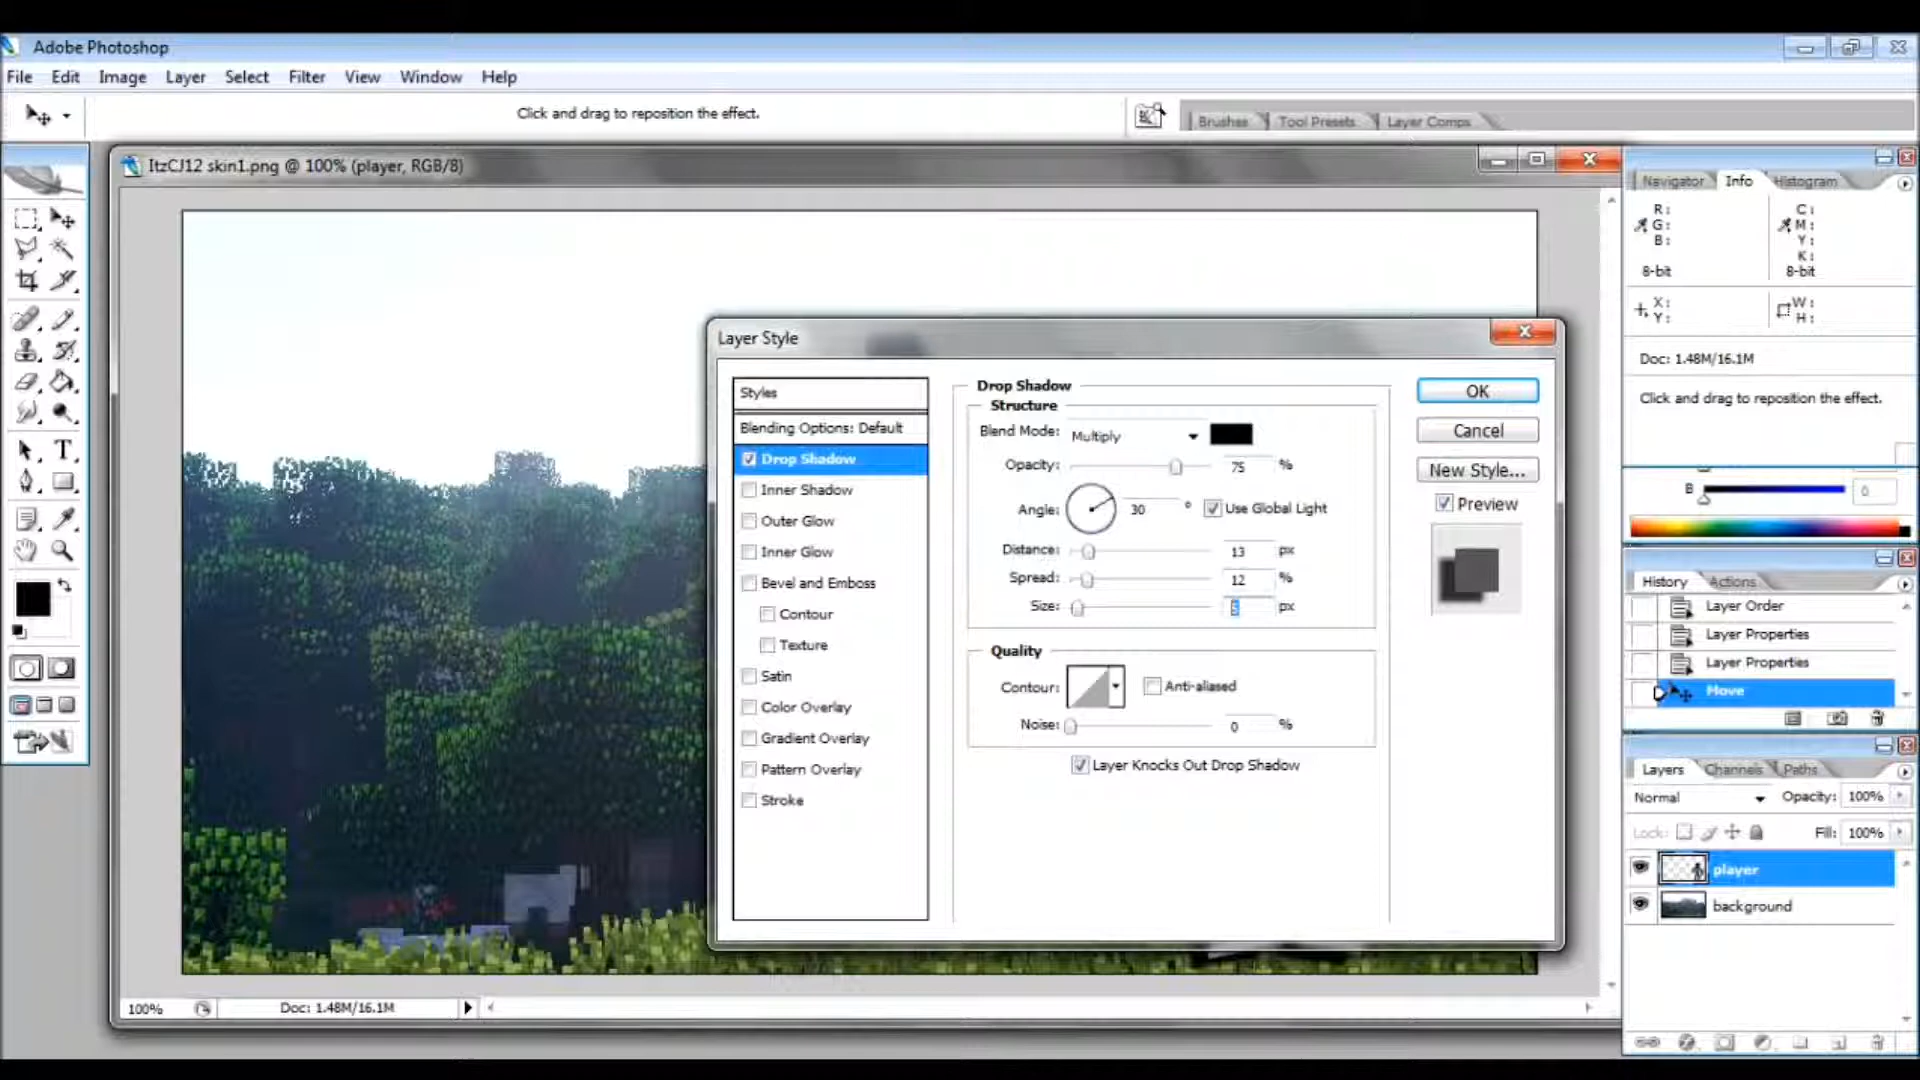 Adobe Photoshop
File Edit Image Layer Select Filter View Window Help
Click and drag to reposition the effect.
Brushes Tool Presets Layer Comps
ItzCJ12 skin1.png @ 100% (player, RGB/8)
Navigator Info Histogram
R: C:
G: M:
B: Y:
K:
8-bit 8-bit
X: W:
Y: H:
Doc: 1.48M/16.1M
Click and drag to reposition the effect.
B 0
Layer Style
Styles
Blending Options: Default
Drop Shadow
Inner Shadow
Outer Glow
Inner Glow
Bevel and Emboss
Contour
Texture
Satin
Color Overlay
Gradient Overlay
Pattern Overlay
Stroke
Drop Shadow
Structure
Blend Mode: Multiply
Opacity: 75 %
Angle: 30 ° Use Global Light
Distance: 13 px
Spread: 12 %
Size: 5 px
Quality
Contour: Anti-aliased
Noise: 0 %
Layer Knocks Out Drop Shadow
OK
Cancel
New Style...
Preview
History Actions
Layer Order
Layer Properties
Layer Properties
Move
Layers Channels Paths
Normal Opacity: 100%
Lock: Fill: 100%
player
background
100% Doc: 1.48M/16.1M